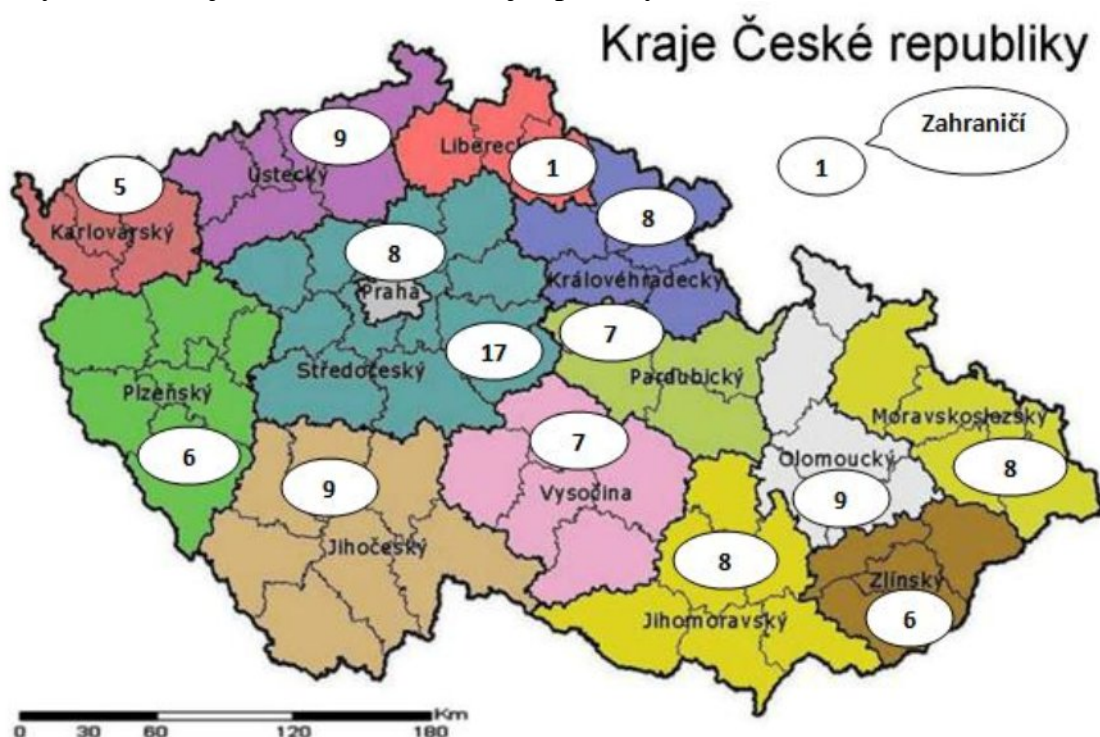 Kraje České republiky
Zahraničí
1
9
Ústecký
Liberec
1
5
Karlovarský
8
8
Královéhradecký
Praha
7
17
Středočeský
Pardubický
Plzeňský
6
7
Vysočina
Moravskoslezský
8
Olomoucký
9
9
Jihočeský
8
Jihomoravský
Zlínský
6
Km
0 30 60 120 180